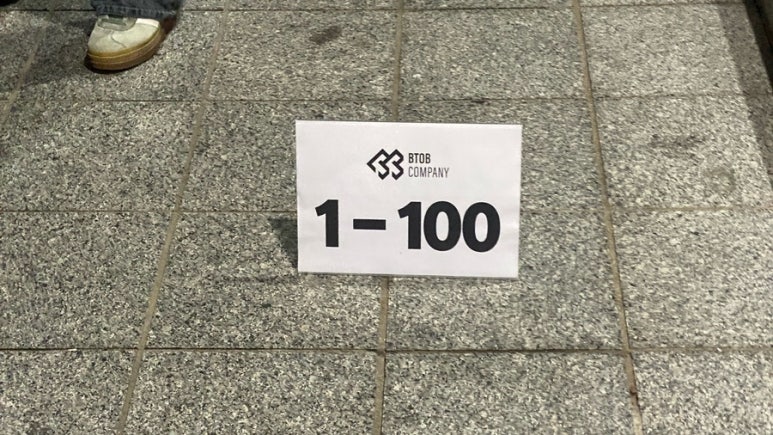 BTOB
COMPANY
1 – 100